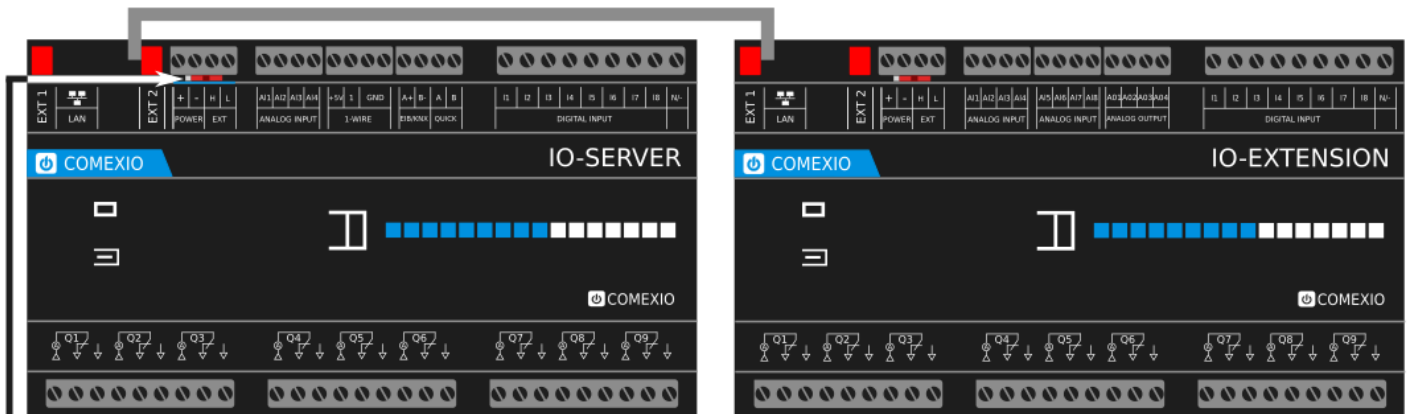 EXT 1
LAN
EXT 2
+ - H L
POWER EXT
AI1 AI2 AI3 AI4
ANALOG INPUT
+5V 1 GND
1-WIRE
A+ B- A B
EIB/KNX QUICK
I1 I2 I3 I4 I5 I6 I7 I8 N/-
DIGITAL INPUT
IO-SERVER
COMEXIO
COMEXIO
Q1 Q2 Q3 Q4 Q5 Q6 Q7 Q8 Q9
EXT 1
LAN
EXT 2
+ - H L
POWER EXT
AI1 AI2 AI3 AI4
ANALOG INPUT
AI5 AI6 AI7 AI8
ANALOG INPUT
AO1 AO2 AO3 AO4
ANALOG OUTPUT
I1 I2 I3 I4 I5 I6 I7 I8 N/-
DIGITAL INPUT
IO-EXTENSION
COMEXIO
COMEXIO
Q1 Q2 Q3 Q4 Q5 Q6 Q7 Q8 Q9